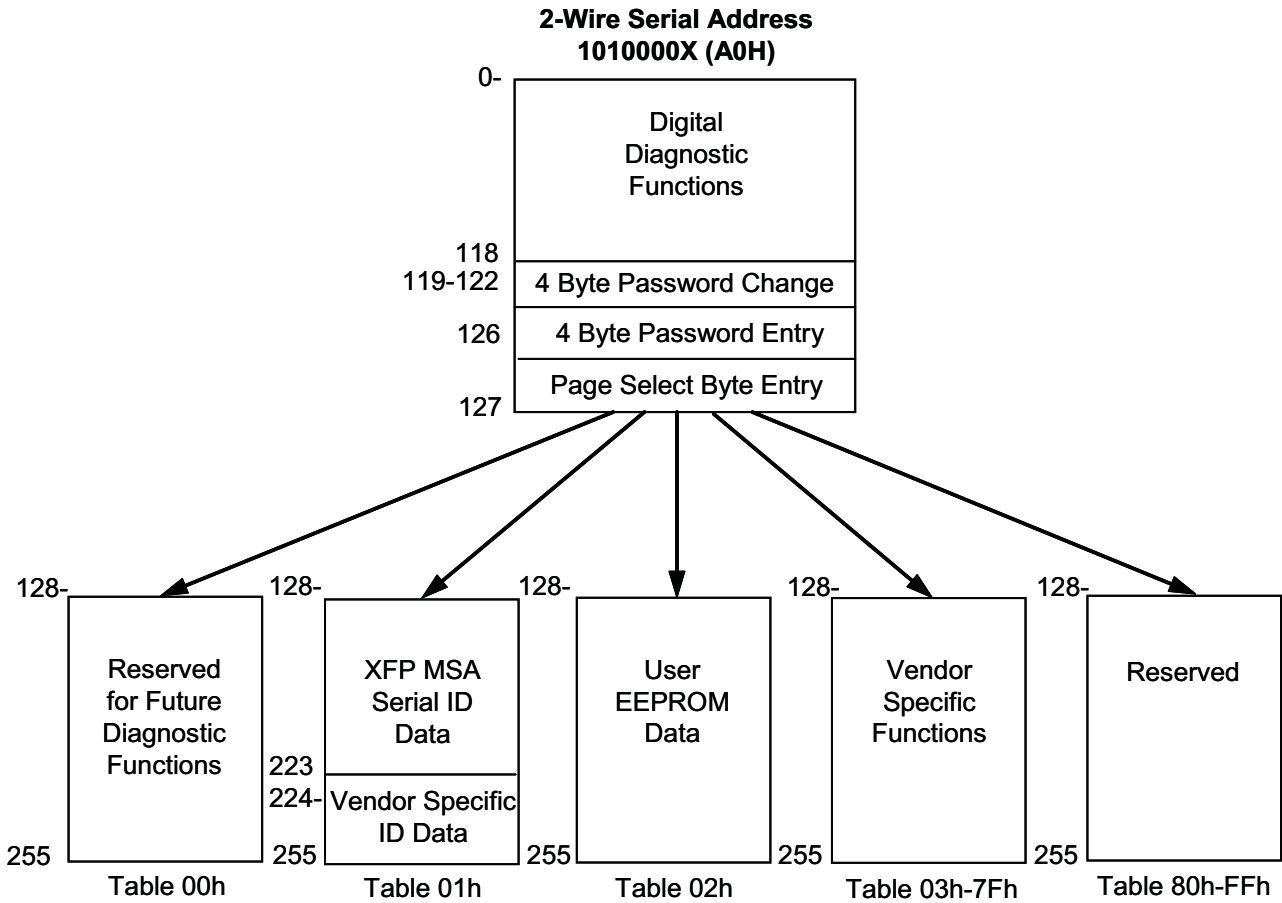 2-Wire Serial Address
1010000X (A0H)
0-
Digital
Diagnostic
Functions
118
119-122
4 Byte Password Change
126
4 Byte Password Entry
Page Select Byte Entry
127
128-
Reserved
for Future
Diagnostic
Functions
255
Table 00h
128-
XFP MSA
Serial ID
Data
223
224-
Vendor Specific
ID Data
255
Table 01h
128-
User
EEPROM
Data
255
Table 02h
128-
Vendor
Specific
Functions
255
Table 03h-7Fh
128-
Reserved
255
Table 80h-FFh